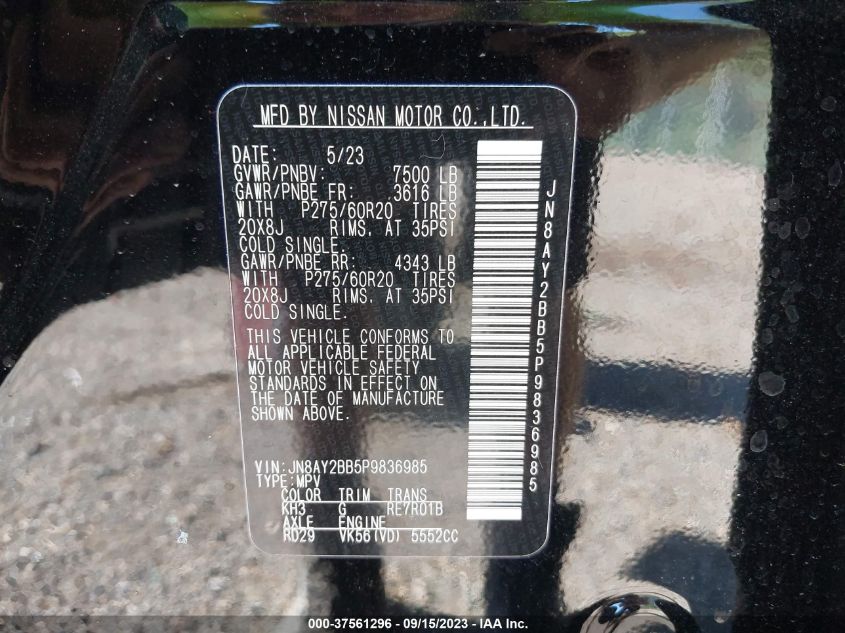 MFD BY NISSAN MOTOR CO.,LTD.
DATE: 5/23
GVWR/PNBV: 7500 LB
GAWR/PNBE FR: 3616 LB
WITH P275/60R20 TIRES
20X8J RIMS. AT 35PSI
COLD SINGLE.
GAWR/PNBE RR: 4343 LB
WITH P275/60R20 TIRES
20X8J RIMS. AT 35PSI
COLD SINGLE.
THIS VEHICLE CONFORMS TO
ALL APPLICABLE FEDERAL
MOTOR VEHICLE SAFETY
STANDARDS IN EFFECT ON
THE DATE OF MANUFACTURE
SHOWN ABOVE.
VIN:JN8AY2BB5P9836985
TYPE:MPV
COLOR TRIM TRANS
KH3 G RE7R01B
AXLE ENGINE
RD29 VK56(VD) 5552CC
JN8AY2BB5P9836985
000-37561296 - 09/15/2023 - © IAA Inc.